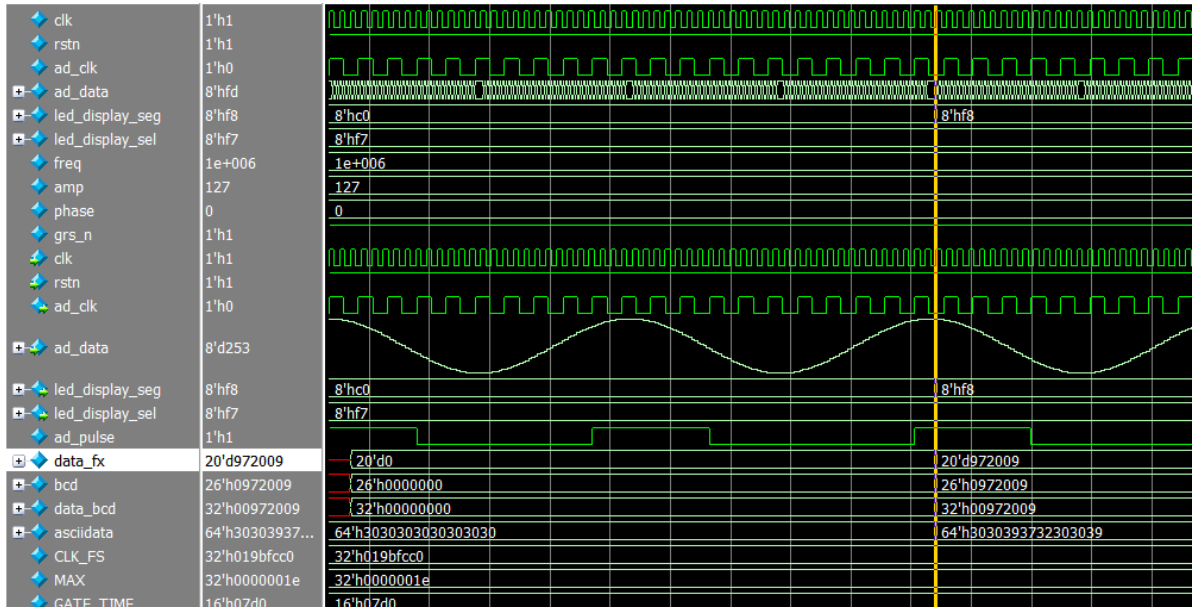 clk 1'h1
rstn 1'h1
ad_clk 1'h0
ad_data 8'hfd
led_display_seg 8'hf8 8'hc0 8'hf8
led_display_sel 8'hf7 8'hf7
freq 1e+006 1e+006
amp 127 127
phase 0 0
grs_n 1'h1
clk 1'h1
rstn 1'h1
ad_clk 1'h0
ad_data 8'd253
led_display_seg 8'hf8 8'hc0 8'hf8
led_display_sel 8'hf7 8'hf7
ad_pulse 1'h1
data_fx 20'd972009 20'd0 20'd972009
bcd 26'h0972009 26'h0000000 26'h0972009
data_bcd 32'h00972009 32'h00000000 32'h00972009
asciidata 64'h30303937... 64'h3030303030303030 64'h3030393732303039
CLK_FS 32'h019bfcc0 32'h019bfcc0
MAX 32'h0000001e 32'h0000001e
GATE_TIME 16'h07d0 16'h07d0